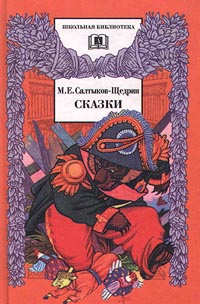 ШКОЛЬНАЯ БИБЛИОТЕКА
М.Е.Салтыков-Щедрин
СКАЗКИ